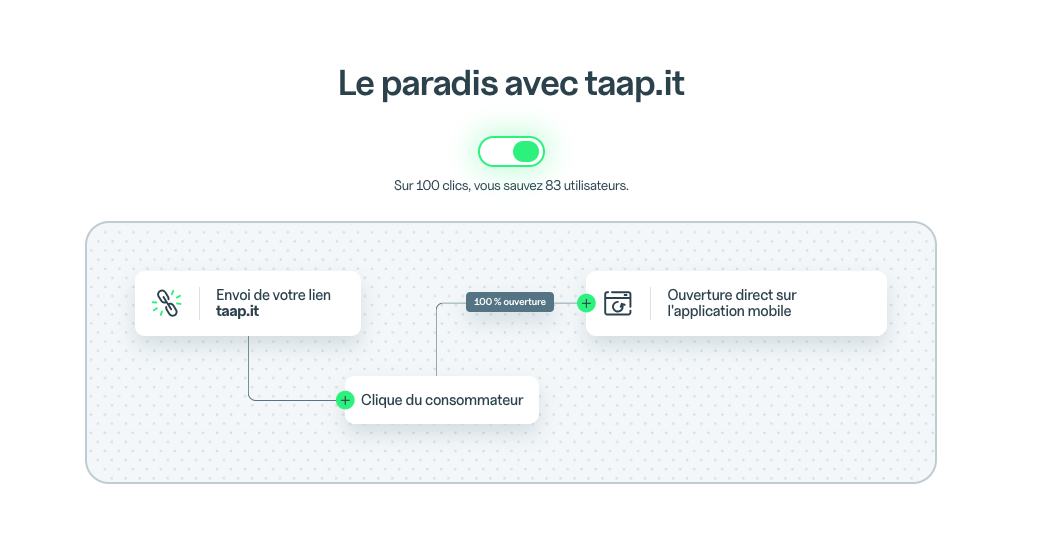 Le paradis avec taap.it
Sur 100 clics, vous sauvez 83 utilisateurs.
Envoi de votre lien
taap.it
100 % ouverture
Ouverture direct sur
l'application mobile
Clique du consommateur